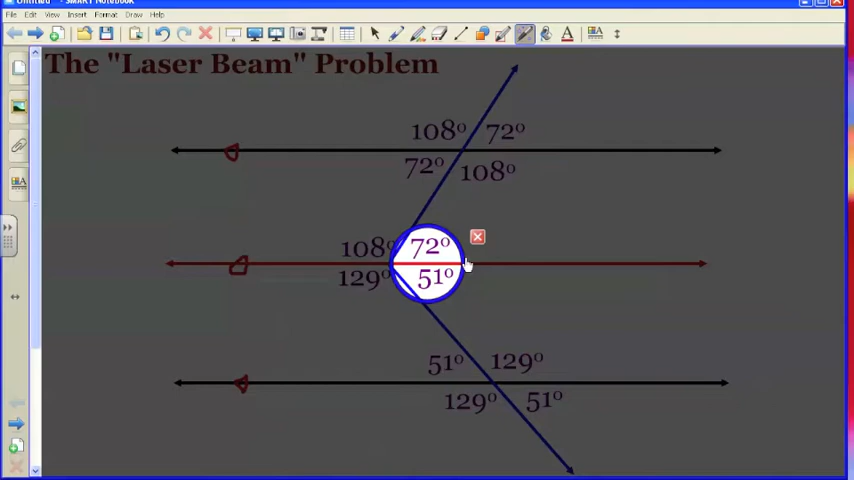 Untitled - SMART Notebook
File Edit View Insert Format Draw Help
The "Laser Beam" Problem
108° 72°
72° 108°
108° 72°
129° 51°
51° 129°
129° 51°